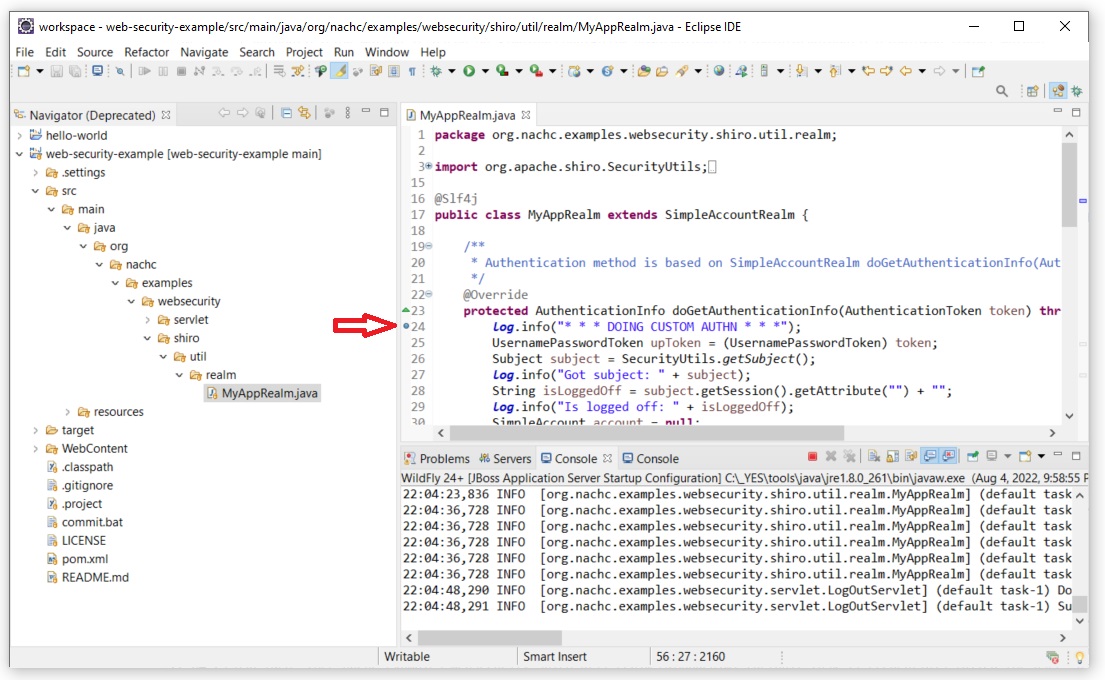 workspace - web-security-example/src/main/java/org/nachc/examples/websecurity/shiro/util/realm/MyAppRealm.java - Eclipse IDE
File Edit Source Refactor Navigate Search Project Run Window Help
Navigator (Deprecated)
hello-world
web-security-example [web-security-example main]
.settings
src
main
java
org
nachc
examples
websecurity
servlet
shiro
util
realm
MyAppRealm.java
resources
target
WebContent
.classpath
.gitignore
.project
commit.bat
LICENSE
pom.xml
README.md
MyAppRealm.java
1 package org.nachc.examples.websecurity.shiro.util.realm;
2
3 import org.apache.shiro.SecurityUtils;
15
16 @Slf4j
17 public class MyAppRealm extends SimpleAccountRealm {
18
19 /**
20 * Authentication method is based on SimpleAccountRealm doGetAuthenticationInfo(Aut
21 */
22 @Override
23 protected AuthenticationInfo doGetAuthenticationInfo(AuthenticationToken token) thr
24 log.info("* * * DOING CUSTOM AUTHN * * *");
25 UsernamePasswordToken upToken = (UsernamePasswordToken) token;
26 Subject subject = SecurityUtils.getSubject();
27 log.info("Got subject: " + subject);
28 String isLoggedOff = subject.getSession().getAttribute("") + "";
29 log.info("Is logged off: " + isLoggedOff);
30 SimpleAccount account = null;
Problems Servers Console Console
WildFly 24+ [JBoss Application Server Startup Configuration] C:\_YES\tools\java\jre1.8.0_261\bin\javaw.exe (Aug 4, 2022, 9:58:55 P
22:04:23,836 INFO [org.nachc.examples.websecurity.shiro.util.realm.MyAppRealm] (default task
22:04:36,728 INFO [org.nachc.examples.websecurity.shiro.util.realm.MyAppRealm] (default task
22:04:36,728 INFO [org.nachc.examples.websecurity.shiro.util.realm.MyAppRealm] (default task
22:04:36,728 INFO [org.nachc.examples.websecurity.shiro.util.realm.MyAppRealm] (default task
22:04:36,728 INFO [org.nachc.examples.websecurity.shiro.util.realm.MyAppRealm] (default task
22:04:36,728 INFO [org.nachc.examples.websecurity.shiro.util.realm.MyAppRealm] (default task
22:04:48,290 INFO [org.nachc.examples.websecurity.servlet.LogOutServlet] (default task-1) Do
22:04:48,291 INFO [org.nachc.examples.websecurity.servlet.LogOutServlet] (default task-1) Su
Writable Smart Insert 56 : 27 : 2160